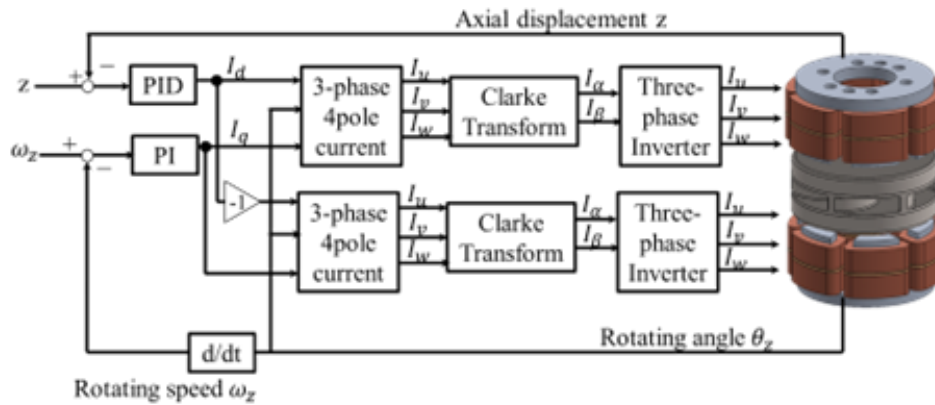 Axial displacement z
z
+
−
PID
I_d
3-phase
4pole
current
I_u
I_v
I_w
Clarke
Transform
I_α
I_β
Three-
phase
Inverter
I_u
I_v
I_w
ω_z
+
−
PI
I_q
-1
3-phase
4pole
current
I_u
I_v
I_w
Clarke
Transform
I_α
I_β
Three-
phase
Inverter
I_u
I_v
I_w
d/dt
Rotating angle θ_z
Rotating speed ω_z